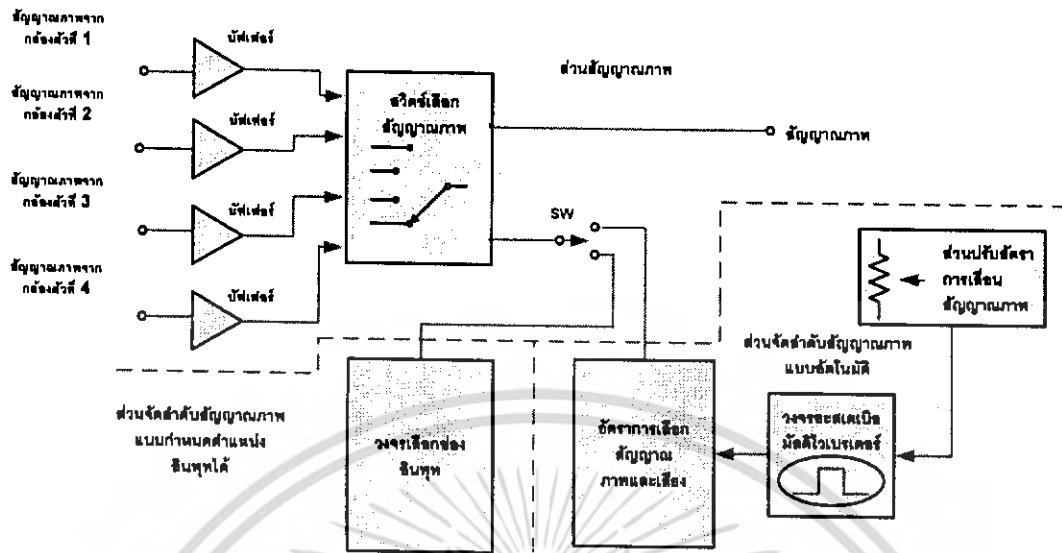 สัญญาณภาพจาก
กล้องตัวที่ 1
บัฟเฟอร์
สัญญาณภาพจาก
กล้องตัวที่ 2
บัฟเฟอร์
สัญญาณภาพจาก
กล้องตัวที่ 3
บัฟเฟอร์
สัญญาณภาพจาก
กล้องตัวที่ 4
บัฟเฟอร์
สวิตช์เลือก
สัญญาณภาพ
ส่วนสัญญาณภาพ
สัญญาณภาพ
SW
ส่วนปรับอัตรา
การเลื่อน
สัญญาณภาพ
ส่วนจัดลำดับสัญญาณภาพ
แบบอัตโนมัติ
ส่วนจัดลำดับสัญญาณภาพ
แบบกำหนดตำแหน่ง
อินพุทได้
วงจรเลือกช่อง
อินพุท
อัตราการเลือก
สัญญาณ
ภาพและเสียง
วงจรอะสเตเบิล
มัลติไวเบรเตอร์